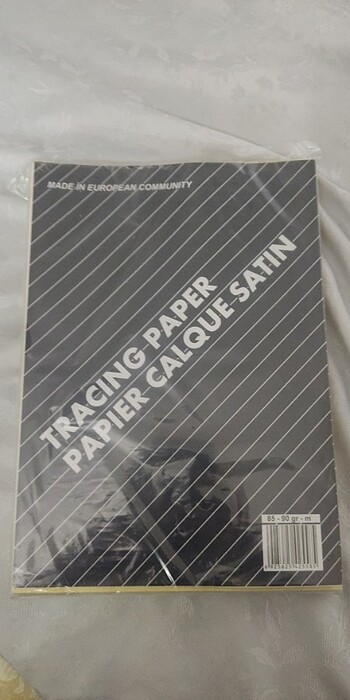 MADE IN EUROPEAN COMMUNITY
TRACING PAPER
PAPIER CALQUE SATIN
85 - 90 gr - m